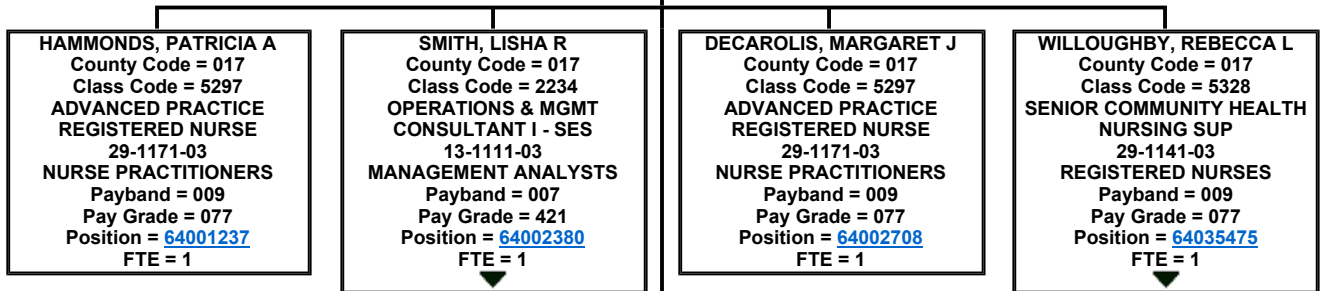 HAMMONDS, PATRICIA A
County Code = 017
Class Code = 5297
ADVANCED PRACTICE
REGISTERED NURSE
29-1171-03
NURSE PRACTITIONERS
Payband = 009
Pay Grade = 077
Position = 64001237
FTE = 1
SMITH, LISHA R
County Code = 017
Class Code = 2234
OPERATIONS & MGMT
CONSULTANT I - SES
13-1111-03
MANAGEMENT ANALYSTS
Payband = 007
Pay Grade = 421
Position = 64002380
FTE = 1
DECAROLIS, MARGARET J
County Code = 017
Class Code = 5297
ADVANCED PRACTICE
REGISTERED NURSE
29-1171-03
NURSE PRACTITIONERS
Payband = 009
Pay Grade = 077
Position = 64002708
FTE = 1
WILLOUGHBY, REBECCA L
County Code = 017
Class Code = 5328
SENIOR COMMUNITY HEALTH
NURSING SUP
29-1141-03
REGISTERED NURSES
Payband = 009
Pay Grade = 077
Position = 64035475
FTE = 1